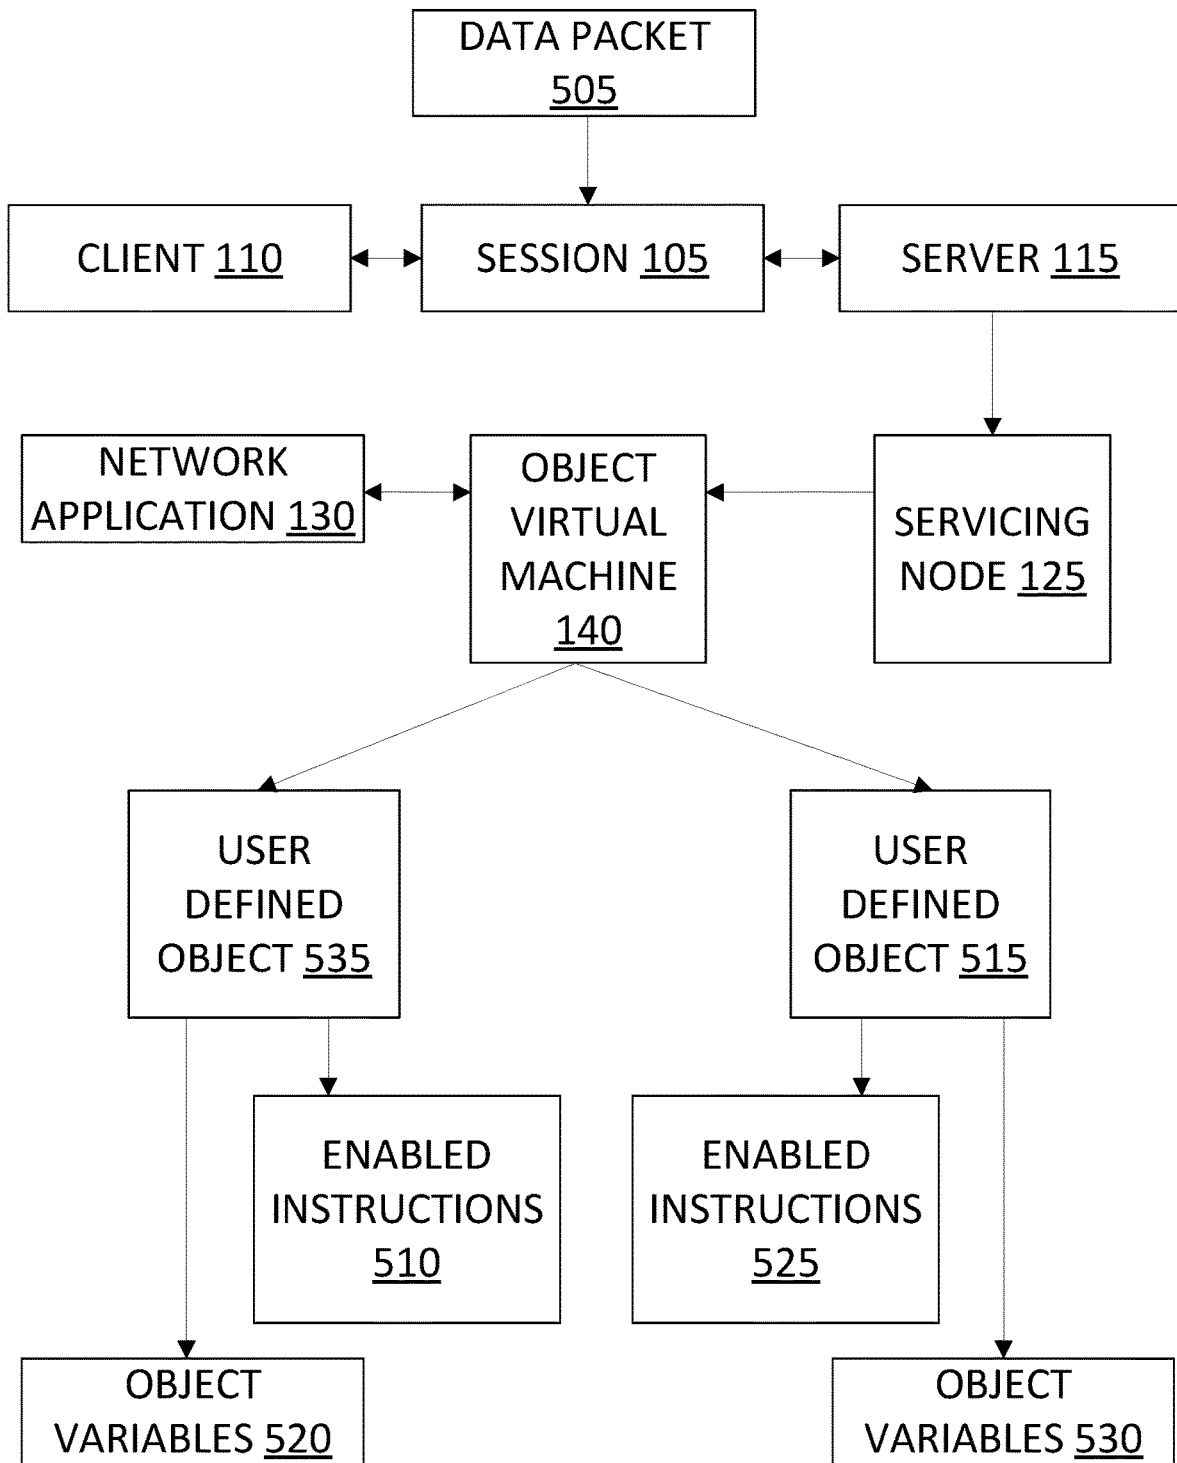 DATA PACKET
505
CLIENT 110
SESSION 105
SERVER 115
NETWORK
APPLICATION 130
OBJECT
VIRTUAL
MACHINE
140
SERVICING
NODE 125
USER
DEFINED
OBJECT 535
USER
DEFINED
OBJECT 515
ENABLED
INSTRUCTIONS
510
ENABLED
INSTRUCTIONS
525
OBJECT
VARIABLES 520
OBJECT
VARIABLES 530